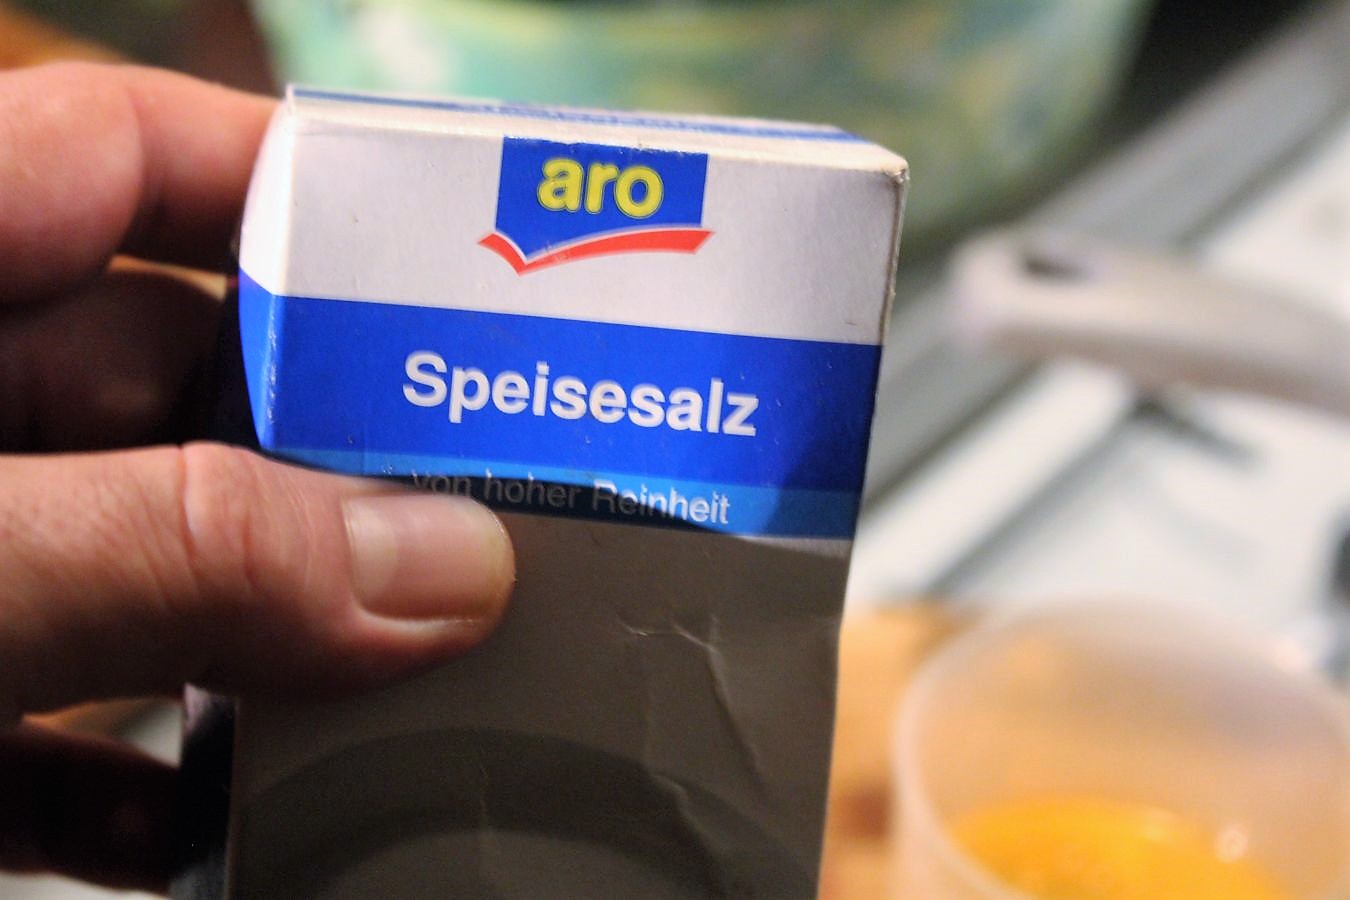 aro
Speisesalz
von hoher Reinheit